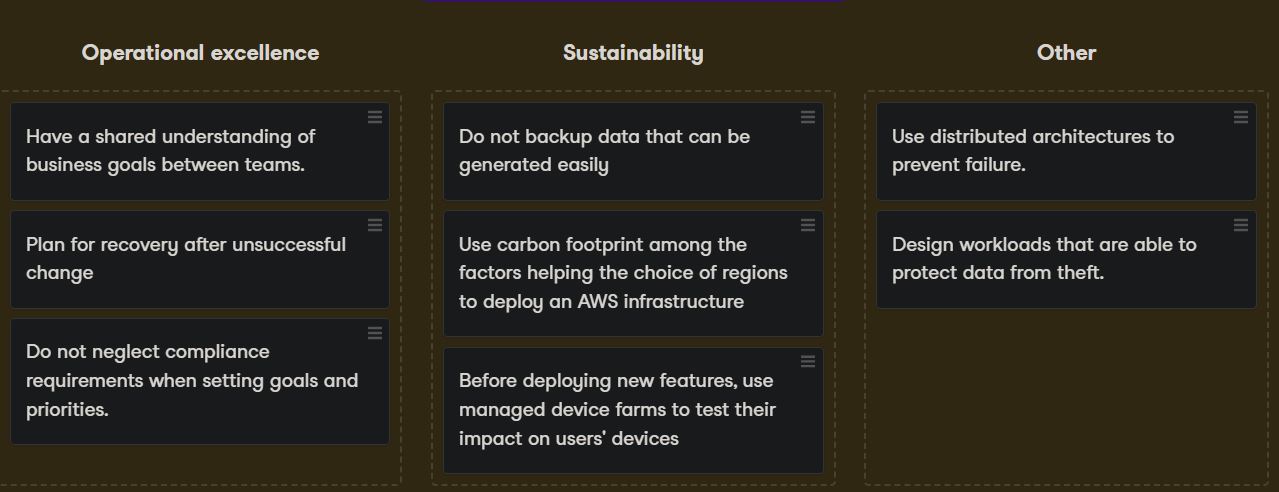 Operational excellence
Have a shared understanding of
business goals between teams.
Plan for recovery after unsuccessful
change
Do not neglect compliance
requirements when setting goals and
priorities.
Sustainability
Do not backup data that can be
generated easily
Use carbon footprint among the
factors helping the choice of regions
to deploy an AWS infrastructure
Before deploying new features, use
managed device farms to test their
impact on users' devices
Other
Use distributed architectures to
prevent failure.
Design workloads that are able to
protect data from theft.